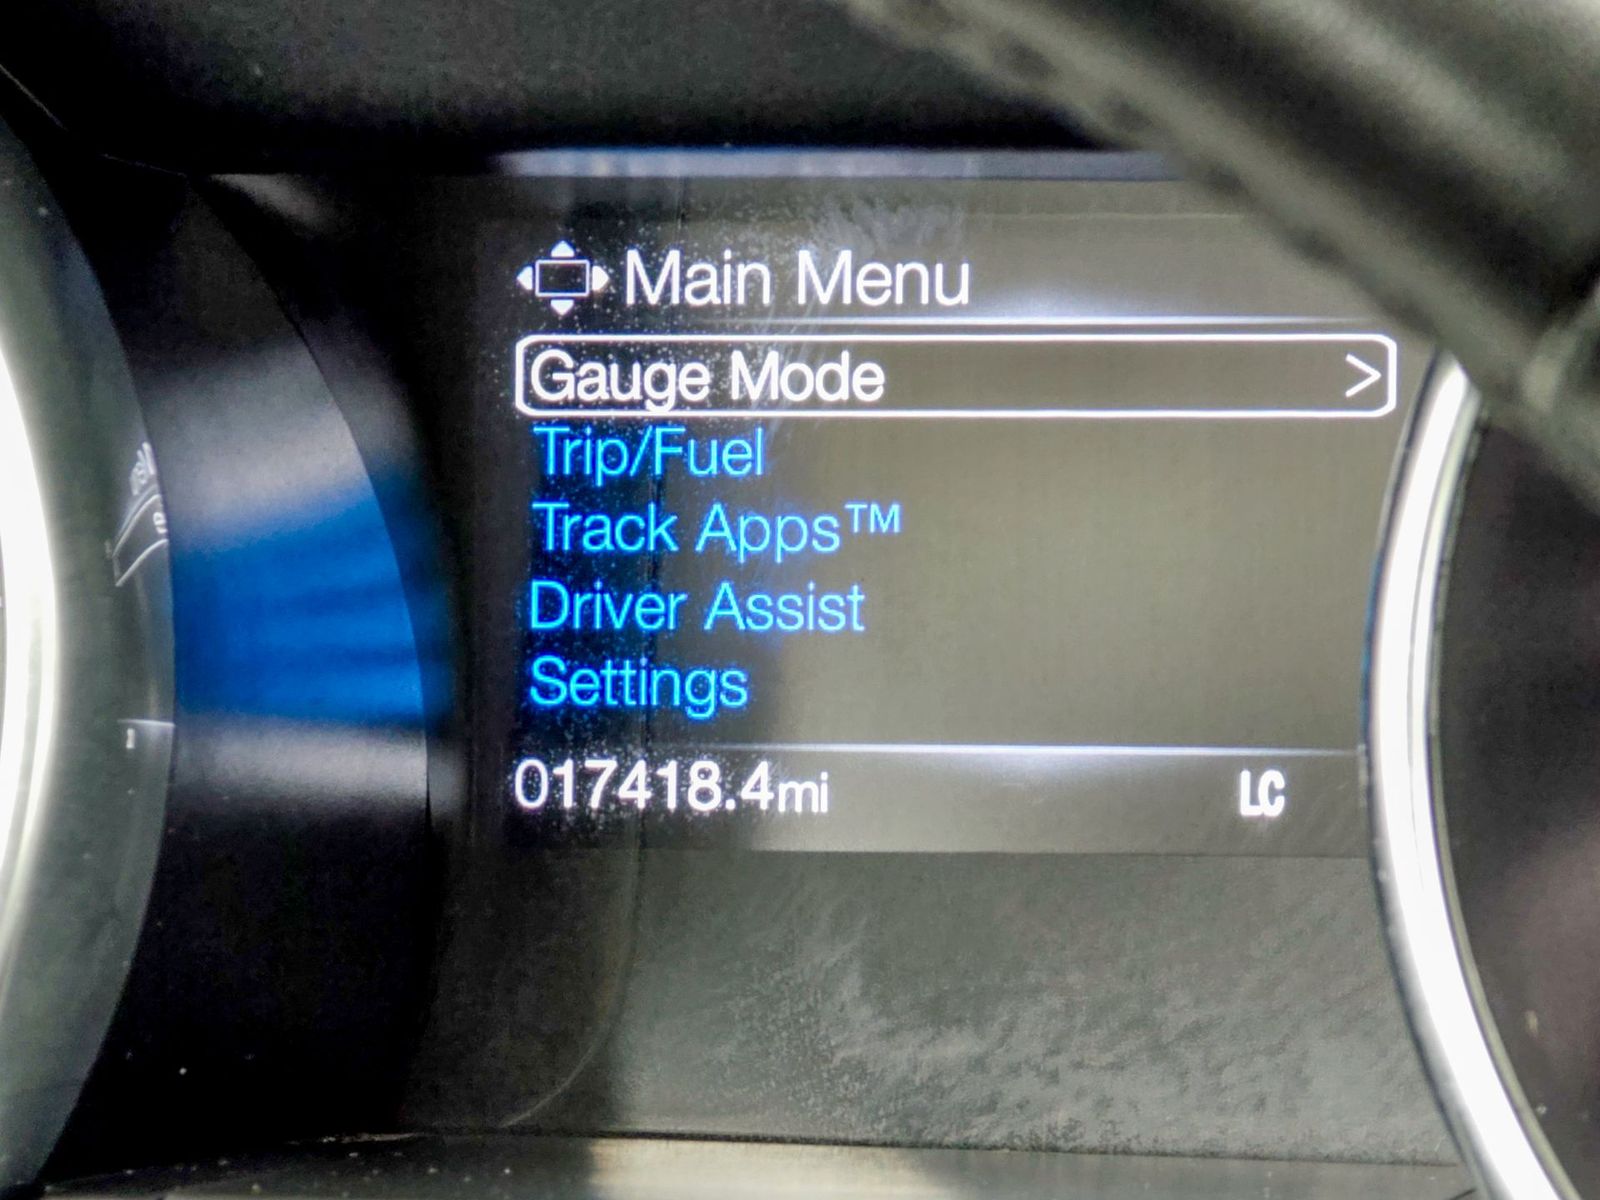 Main Menu
Gauge Mode >
Trip/Fuel
Track Apps™
Driver Assist
Settings
017418.4mi LC